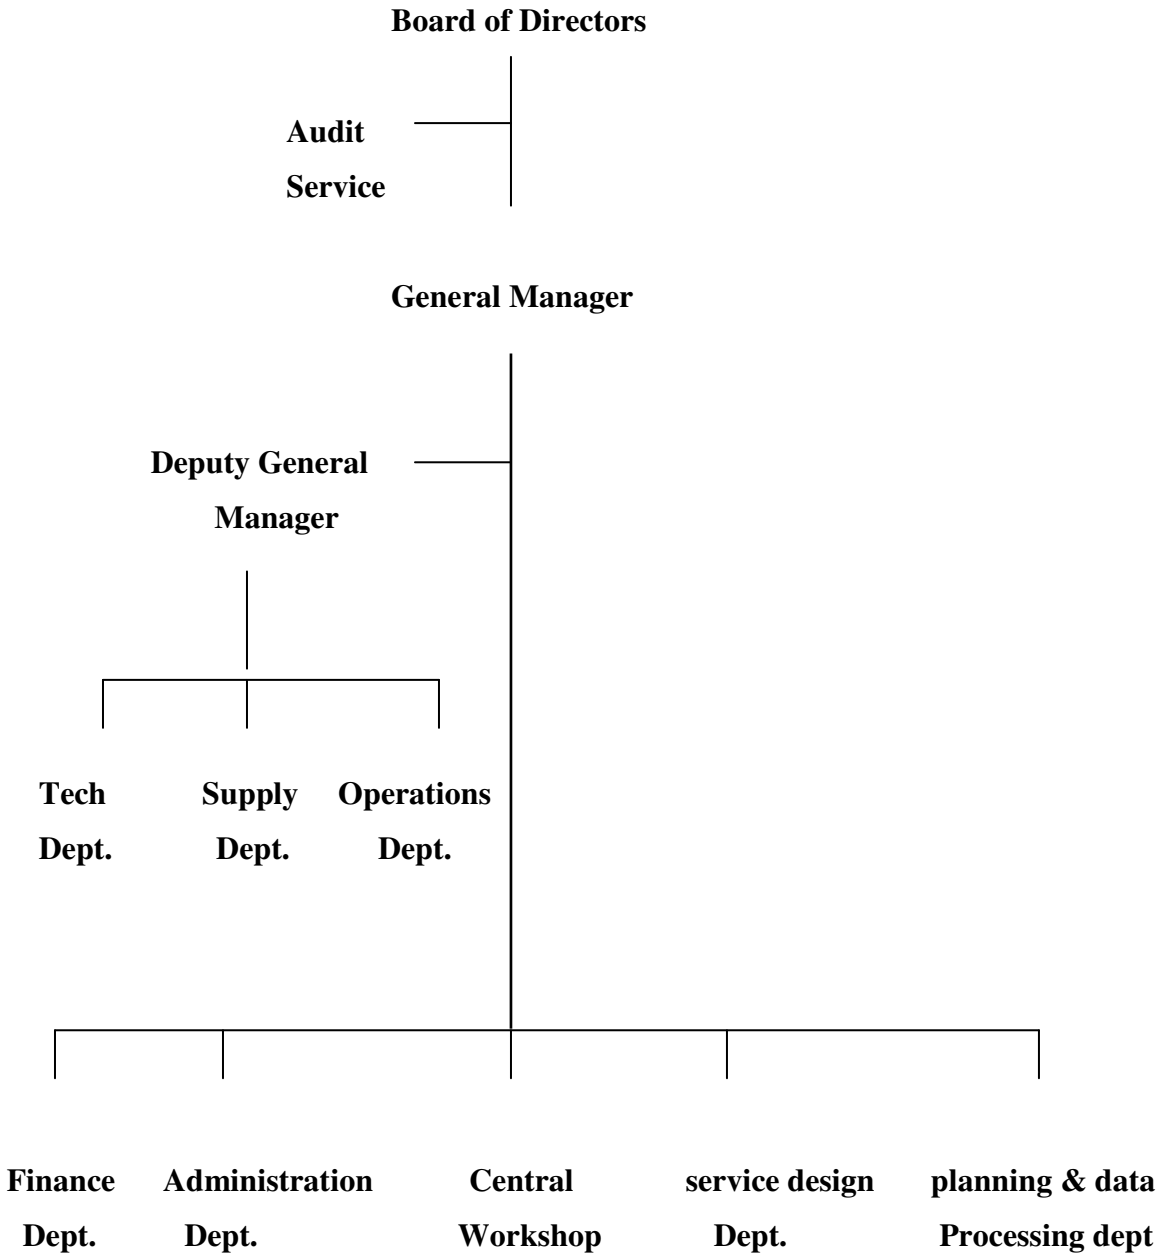 Board of Directors
Audit
Service
General Manager
Deputy General
Manager
Tech
Dept.
Supply
Dept.
Operations
Dept.
Finance
Dept.
Administration
Dept.
Central
Workshop
service design
Dept.
planning & data
Processing dept